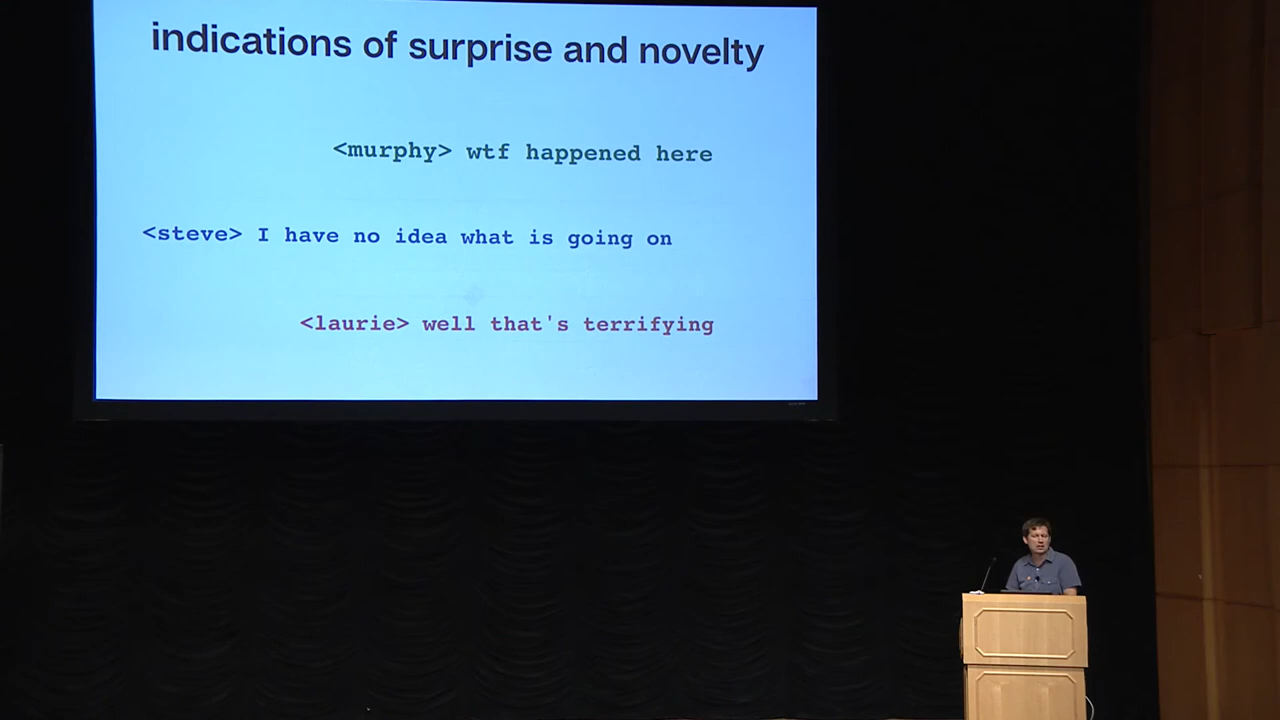 indications of surprise and novelty
<murphy> wtf happened here
<steve> I have no idea what is going on
<laurie> well that's terrifying